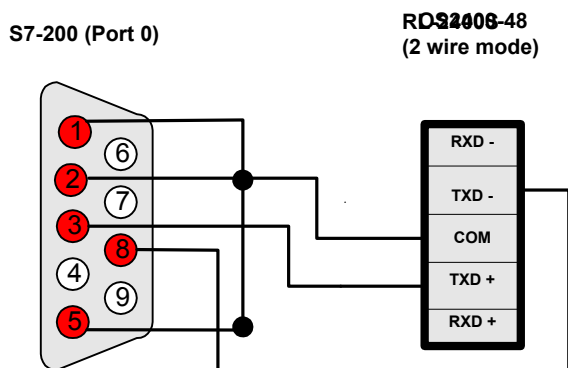 S7-200 (Port 0)
(2 wire mode)
1
6
2
7
3
8
4
9
5
RXD -
TXD -
COM
TXD +
RXD +